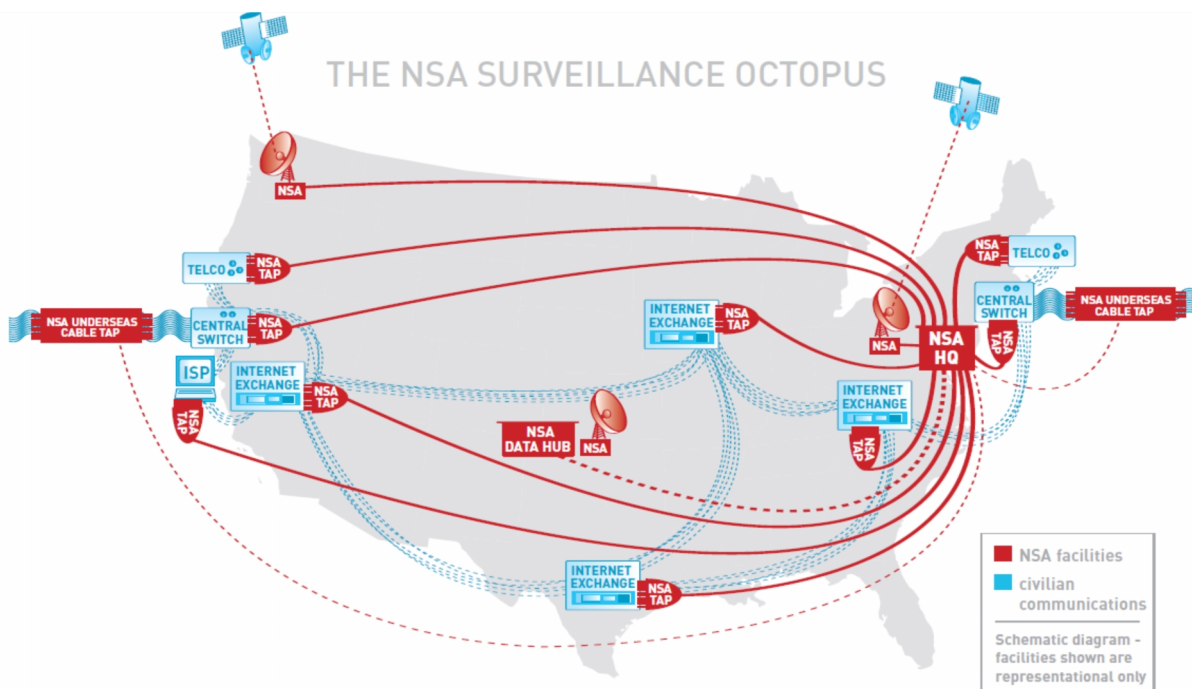 THE NSA SURVEILLANCE OCTOPUS
NSA
TELCO
NSA
TAP
NSA UNDERSEAS
CABLE TAP
CENTRAL
SWITCH
NSA
TAP
ISP
NSA
TAP
INTERNET
EXCHANGE
NSA
TAP
INTERNET
EXCHANGE
NSA
TAP
NSA
DATA HUB
NSA
INTERNET
EXCHANGE
NSA
TAP
NSA
NSA
HQ
NSA
TAP
TELCO
CENTRAL
SWITCH
NSA
TAP
NSA UNDERSEAS
CABLE TAP
INTERNET
EXCHANGE
NSA
TAP
NSA facilities
civilian
communications
Schematic diagram -
facilities shown are
representational only